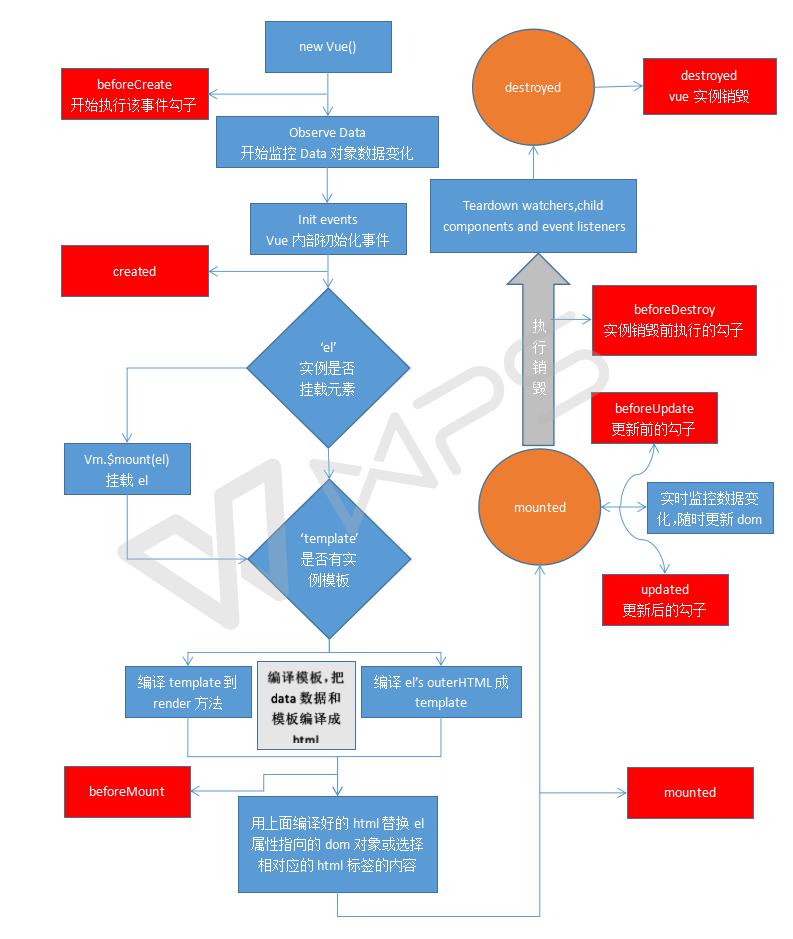 new Vue()
beforeCreate
开始执行该事件勾子
Observe Data
开始监控 Data 对象数据变化
Init events
Vue 内部初始化事件
created
‘el’
实例是否
挂载元素
Vm.$mount(el)
挂载 el
‘template’
是否有实
例模板
编译 template 到
render 方法
编译模板，把
data 数据和
模板编译成
html
编译 el's outerHTML 成
template
beforeMount
用上面编译好的 html 替换 el
属性指向的 dom 对象或选择
相对应的 html 标签的内容
destroyed
destroyed
vue 实例销毁
Teardown watchers,child
components and event listeners
执
行
销
毁
beforeDestroy
实例销毁前执行的勾子
beforeUpdate
更新前的勾子
mounted
实时监控数据变
化,随时更新 dom
updated
更新后的勾子
mounted
WPS